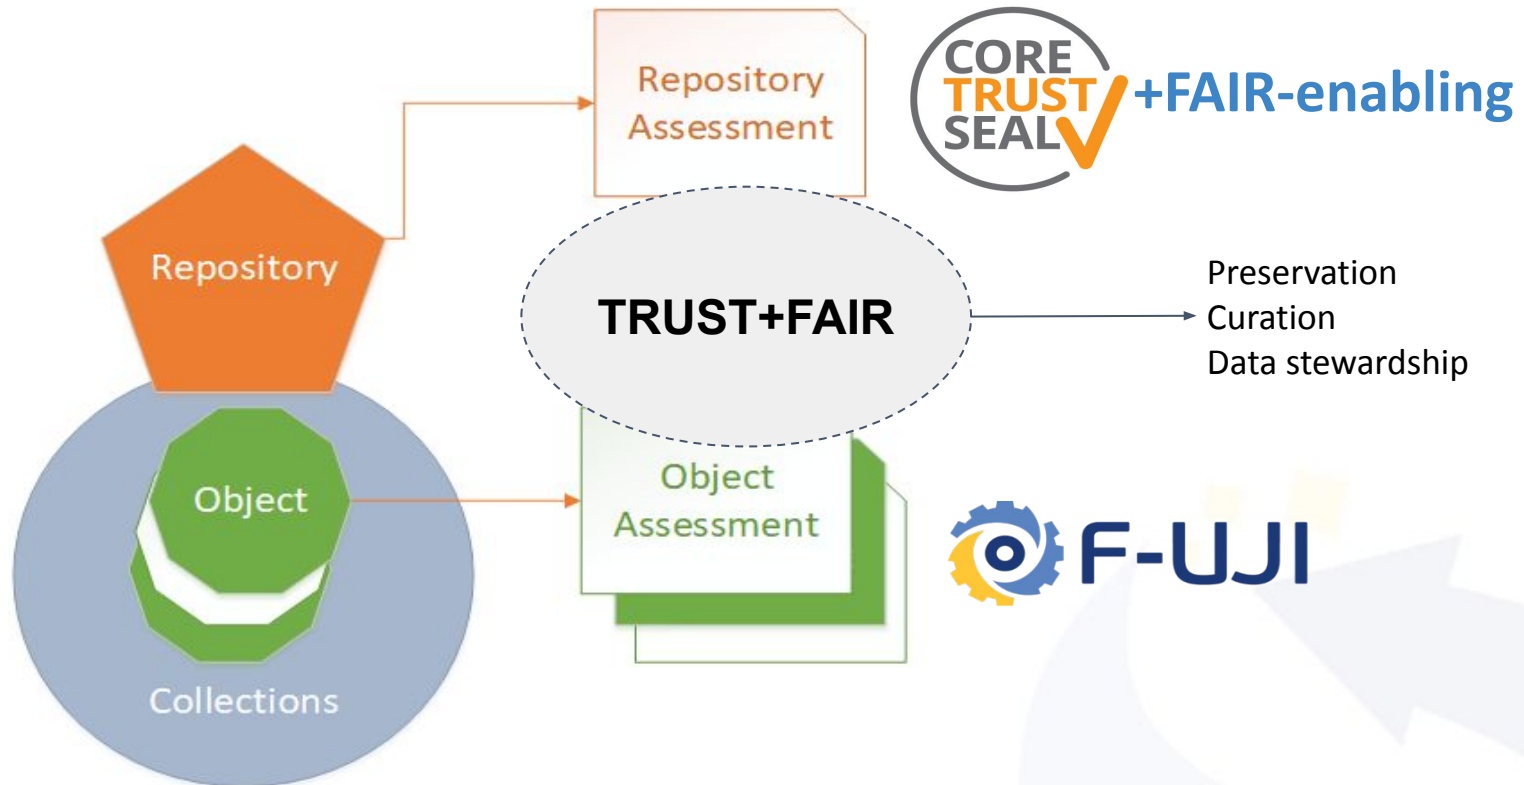 Repository
Assessment
CORE
TRUST
SEAL
+FAIR-enabling
Repository
TRUST+FAIR
Preservation
Curation
Data stewardship
Object
Object
Assessment
F-UJI
Collections